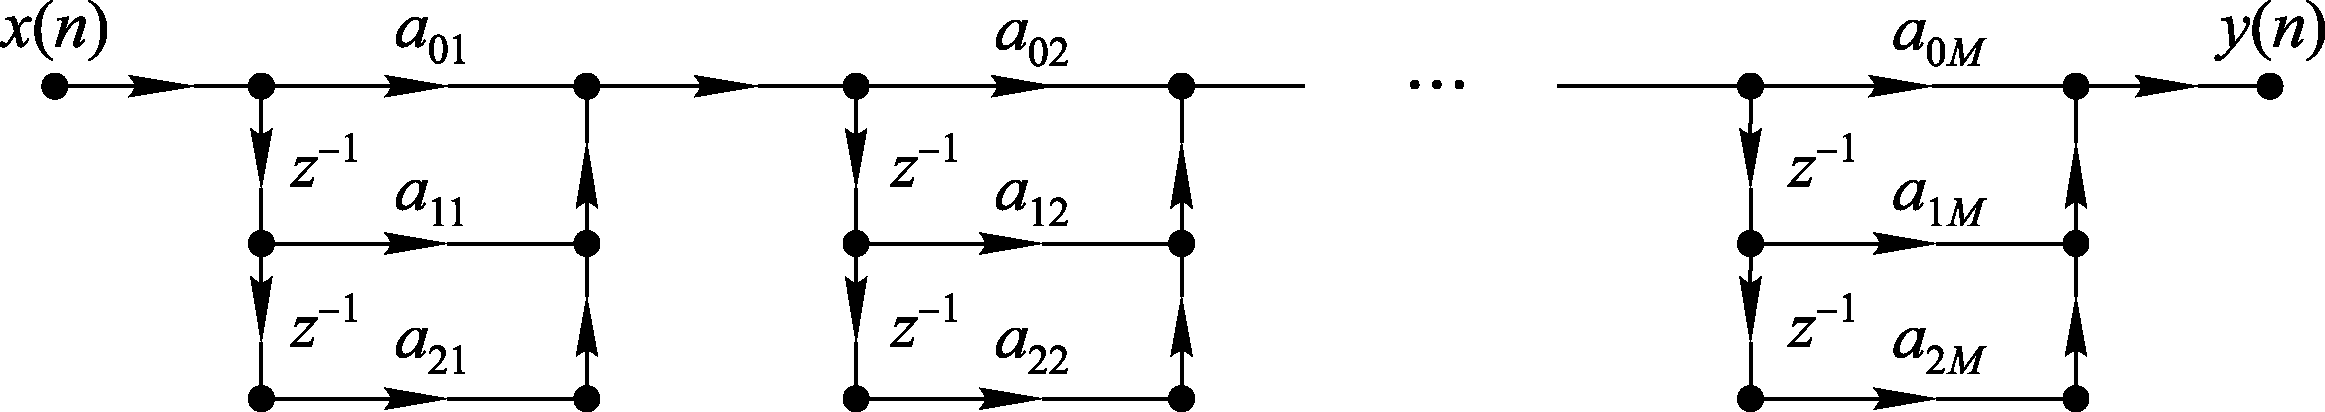 x(n) a₀₁ a₀₂ ⋯ a₀M y(n)
z⁻¹ z⁻¹ z⁻¹
a₁₁ a₁₂ a₁M
z⁻¹ z⁻¹ z⁻¹
a₂₁ a₂₂ a₂M